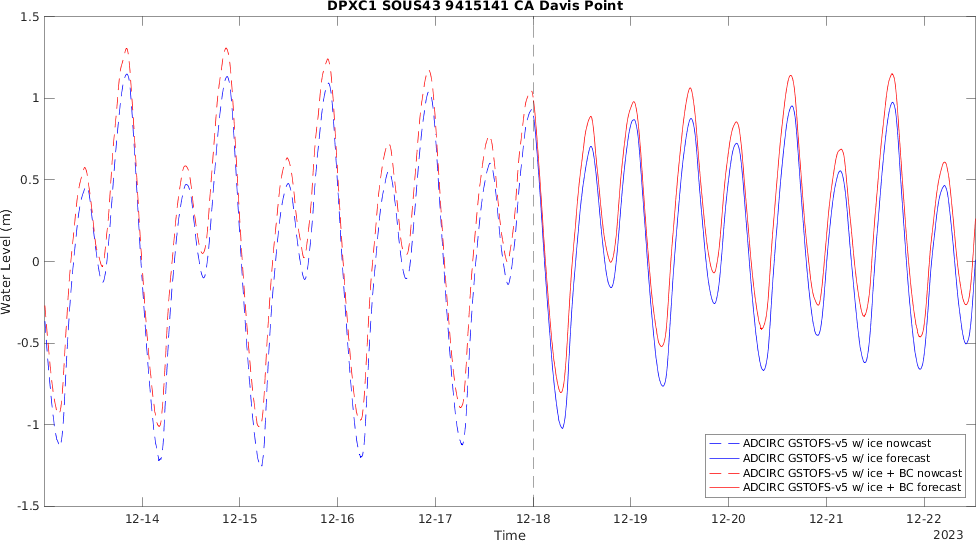 DPXC1 SOUS43 9415141 CA Davis Point
1.5
1
0.5
0
-0.5
-1
-1.5
Water Level (m)
12-14 12-15 12-16 12-17 12-18 12-19 12-20 12-21 12-22
Time
2023
ADCIRC GSTOFS-v5 w/ ice nowcast
ADCIRC GSTOFS-v5 w/ ice forecast
ADCIRC GSTOFS-v5 w/ ice + BC nowcast
ADCIRC GSTOFS-v5 w/ ice + BC forecast